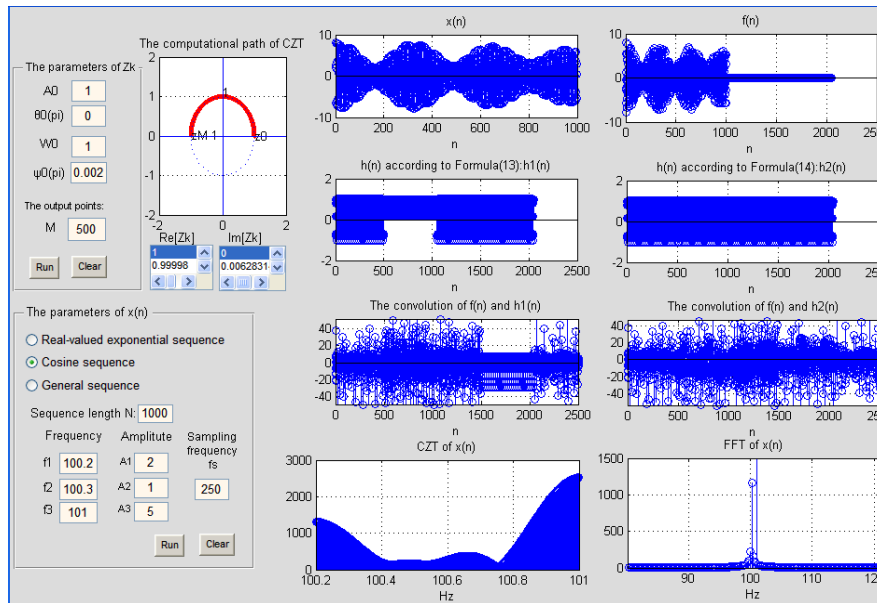 The parameters of Zk
A0 1
θ0(pi) 0
W0 1
ψ0(pi) 0.002
The output points:
M 500
Run Clear
The computational path of CZT
2
1
0
-1
-2
-2 0 2
1
zM-1 z0
Re[Zk] Im[Zk]
1 0
0.99998 0.0062831
The parameters of x(n)
Real-valued exponential sequence
Cosine sequence
General sequence
Sequence length N: 1000
Frequency Amplitute Sampling frequency fs
f1 100.2 A1 2
f2 100.3 A2 1 250
f3 101 A3 5
Run Clear
x(n)
10
0
-10
0 200 400 600 800 1000
n
f(n)
10
0
-10
0 500 1000 1500 2000 2500
n
h(n) according to Formula(13):h1(n)
2
0
-2
0 500 1000 1500 2000 2500
n
h(n) according to Formula(14):h2(n)
2
0
-2
0 500 1000 1500 2000 2500
n
The convolution of f(n) and h1(n)
40
20
0
-20
-40
0 500 1000 1500 2000 2500
n
The convolution of f(n) and h2(n)
40
20
0
-20
-40
0 500 1000 1500 2000 2500
n
CZT of x(n)
3000
2000
1000
0
100.2 100.4 100.6 100.8 101
Hz
FFT of x(n)
1500
1000
500
0
90 100 110
Hz